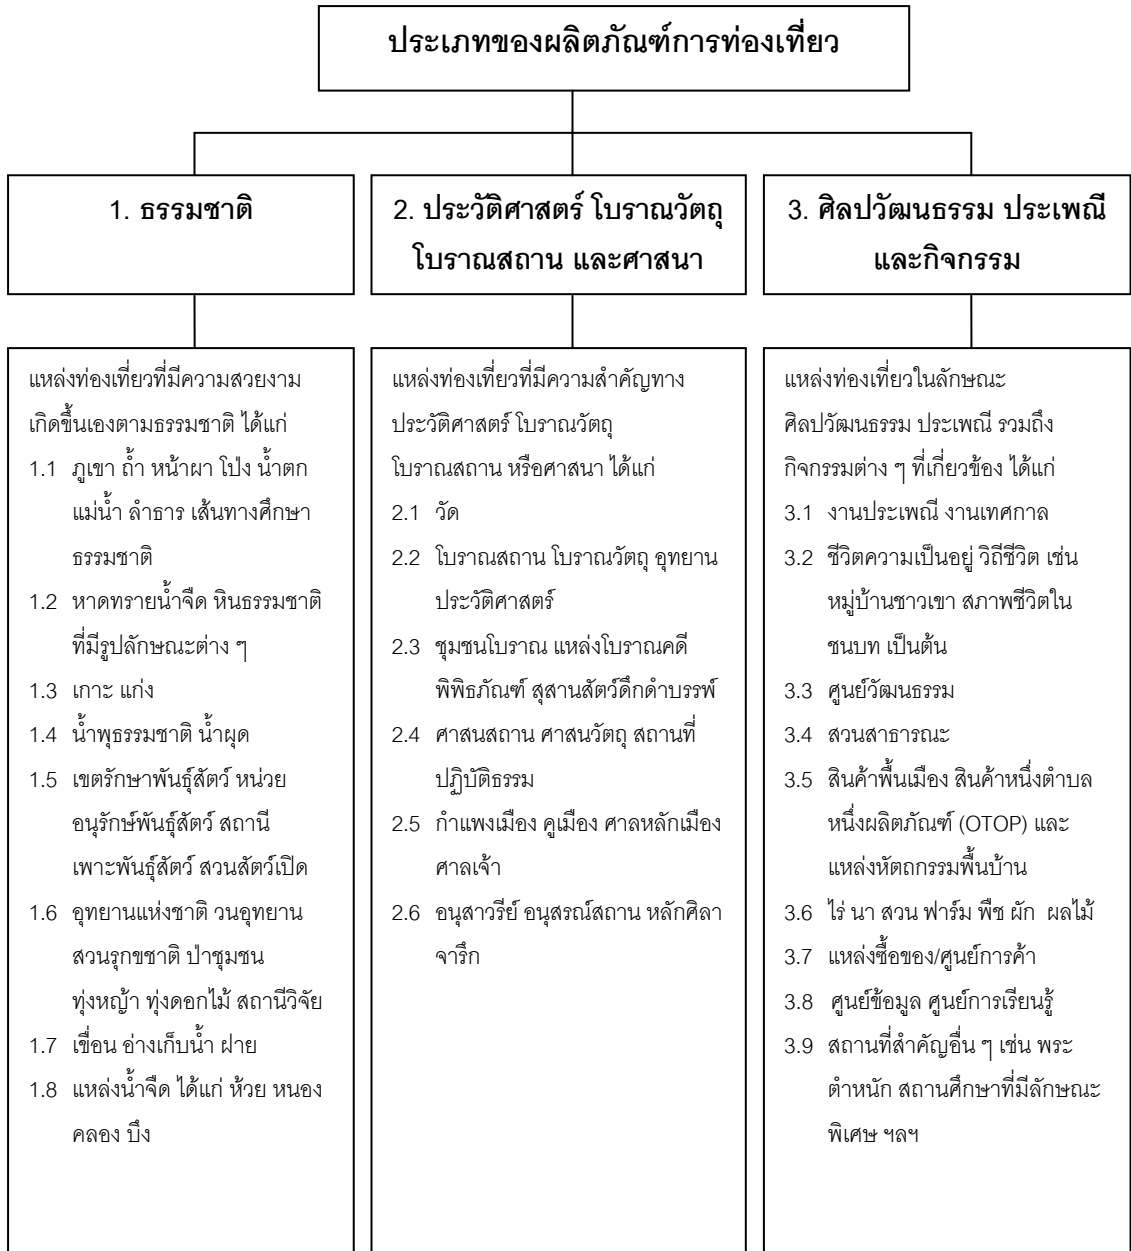 ประเภทของผลิตภัณฑ์การท่องเที่ยว
1. ธรรมชาติ
2. ประวัติศาสตร์ โบราณวัตถุ
โบราณสถาน และศาสนา
3. ศิลปวัฒนธรรม ประเพณี
และกิจกรรม
แหล่งท่องเที่ยวที่มีความสวยงาม
เกิดขึ้นเองตามธรรมชาติ ได้แก่
1.1 ภูเขา ถ้ำ หน้าผา โป่ง น้ำตก
แม่น้ำ ลำธาร เส้นทางศึกษา
ธรรมชาติ
1.2 หาดทรายน้ำจืด หินธรรมชาติ
ที่มีรูปลักษณะต่าง ๆ
1.3 เกาะ แก่ง
1.4 น้ำพุธรรมชาติ น้ำผุด
1.5 เขตรักษาพันธุ์สัตว์ หน่วย
อนุรักษ์พันธุ์สัตว์ สถานี
เพาะพันธุ์สัตว์ สวนสัตว์เปิด
1.6 อุทยานแห่งชาติ วนอุทยาน
สวนรุกขชาติ ป่าชุมชน
ทุ่งหญ้า ทุ่งดอกไม้ สถานีวิจัย
1.7 เขื่อน อ่างเก็บน้ำ ฝาย
1.8 แหล่งน้ำจืด ได้แก่ ห้วย หนอง
คลอง บึง
แหล่งท่องเที่ยวที่มีความสำคัญทาง
ประวัติศาสตร์ โบราณวัตถุ
โบราณสถาน หรือศาสนา ได้แก่
2.1 วัด
2.2 โบราณสถาน โบราณวัตถุ อุทยาน
ประวัติศาสตร์
2.3 ชุมชนโบราณ แหล่งโบราณคดี
พิพิธภัณฑ์ สุสานสัตว์ดึกดำบรรพ์
2.4 ศาสนสถาน ศาสนวัตถุ สถานที่
ปฏิบัติธรรม
2.5 กำแพงเมือง คูเมือง ศาลหลักเมือง
ศาลเจ้า
2.6 อนุสาวรีย์ อนุสรณ์สถาน หลักศิลา
จารึก
แหล่งท่องเที่ยวในลักษณะ
ศิลปวัฒนธรรม ประเพณี รวมถึง
กิจกรรมต่าง ๆ ที่เกี่ยวข้อง ได้แก่
3.1 งานประเพณี งานเทศกาล
3.2 ชีวิตความเป็นอยู่ วิถีชีวิต เช่น
หมู่บ้านชาวเขา สภาพชีวิตใน
ชนบท เป็นต้น
3.3 ศูนย์วัฒนธรรม
3.4 สวนสาธารณะ
3.5 สินค้าพื้นเมือง สินค้าหนึ่งตำบล
หนึ่งผลิตภัณฑ์ (OTOP) และ
แหล่งหัตถกรรมพื้นบ้าน
3.6 ไร่ นา สวน ฟาร์ม พืช ผัก ผลไม้
3.7 แหล่งซื้อของ/ศูนย์การค้า
3.8 ศูนย์ข้อมูล ศูนย์การเรียนรู้
3.9 สถานที่สำคัญอื่น ๆ เช่น พระ
ตำหนัก สถานศึกษาที่มีลักษณะ
พิเศษ ฯลฯ